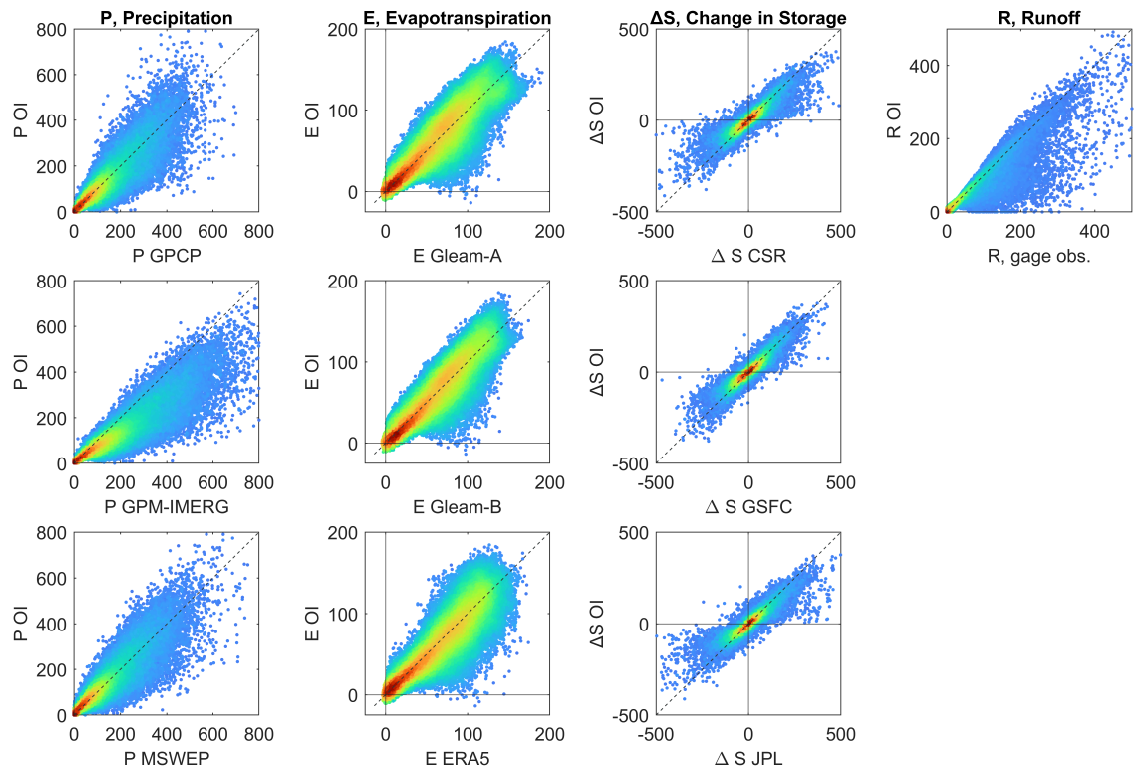 P, Precipitation
E, Evapotranspiration
ΔS, Change in Storage
R, Runoff
800
600
400
200
0
P OI
0 200 400 600 800
P GPCP
200
100
0
E OI
0 100 200
E Gleam-A
500
0
-500
ΔS OI
-500 0 500
Δ S CSR
400
200
0
R OI
0 200 400
R, gage obs.
800
600
400
200
0
P OI
0 200 400 600 800
P GPM-IMERG
200
100
0
E OI
0 100 200
E Gleam-B
500
0
-500
ΔS OI
-500 0 500
Δ S GSFC
800
600
400
200
0
P OI
0 200 400 600 800
P MSWEP
200
100
0
E OI
0 100 200
E ERA5
500
0
-500
ΔS OI
-500 0 500
Δ S JPL